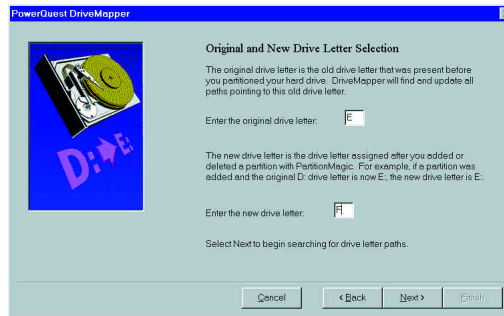 PowerQuest DriveMapper
Original and New Drive Letter Selection
The original drive letter is the old drive letter that was present before
you partitioned your hard drive. DriveMapper will find and update all
paths pointing to this old drive letter.
Enter the original drive letter: E
The new drive letter is the drive letter assigned after you added or
deleted a partition with PartitionMagic. For example, if a partition was
added and the original D: drive letter is now E:, the new drive letter is E:.
Enter the new drive letter: F
Select Next to begin searching for drive letter paths.
D: E:
Cancel < Back Next > Finish